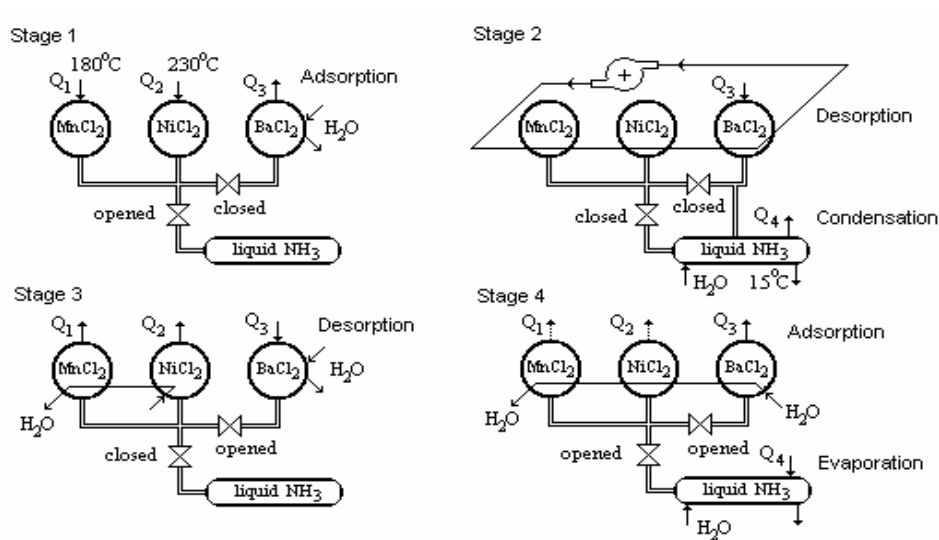 Stage 1
180°C 230°C
Q1 Q2 Q3 Adsorption
MnCl2 NiCl2 BaCl2
H2O
opened closed
liquid NH3
Stage 2
+
Q3
MnCl2 NiCl2 BaCl2
Desorption
closed closed
Q4 Condensation
liquid NH3
H2O 15°C
Stage 3
Q1 Q2 Q3 Desorption
MnCl2 NiCl2 BaCl2
H2O
H2O
closed opened
liquid NH3
Stage 4
Q1 Q2 Q3 Adsorption
MnCl2 NiCl2 BaCl2
H2O H2O
opened opened
Q4 Evaporation
liquid NH3
H2O